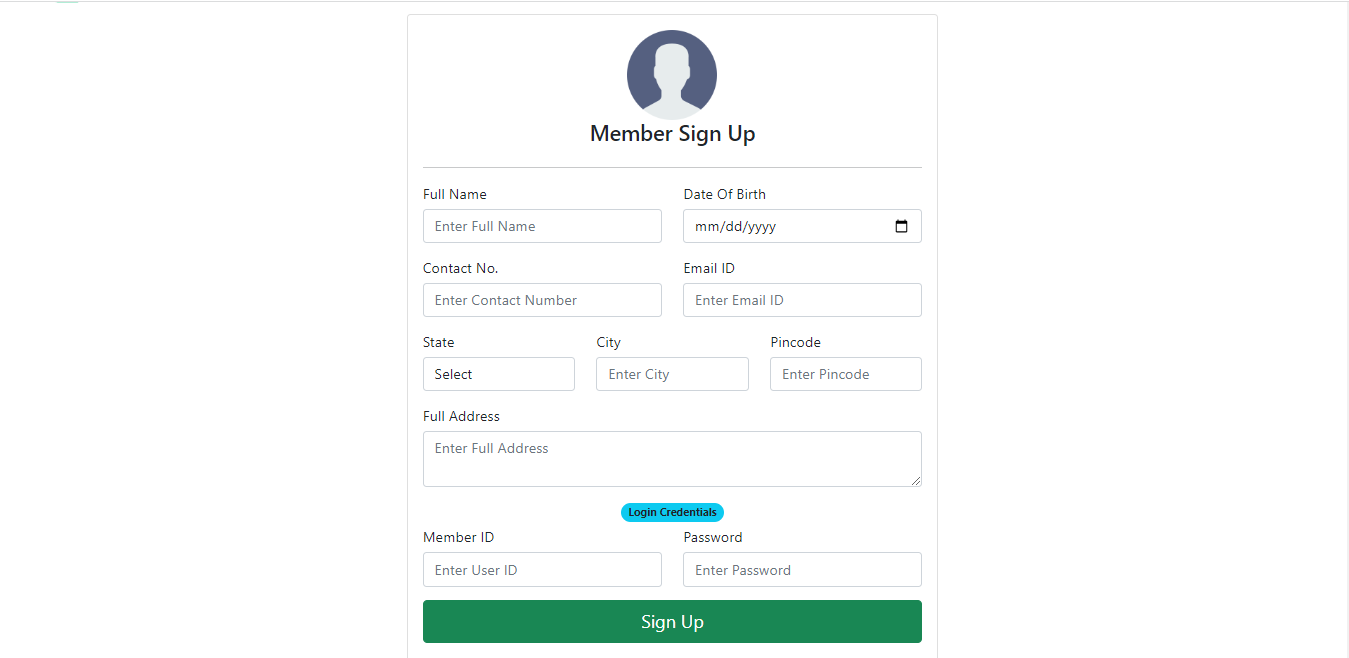 Member Sign Up
Full Name Date Of Birth
Enter Full Name mm/dd/yyyy
Contact No. Email ID
Enter Contact Number Enter Email ID
State City Pincode
Select Enter City Enter Pincode
Full Address
Enter Full Address
Login Credentials
Member ID Password
Enter User ID Enter Password
Sign Up